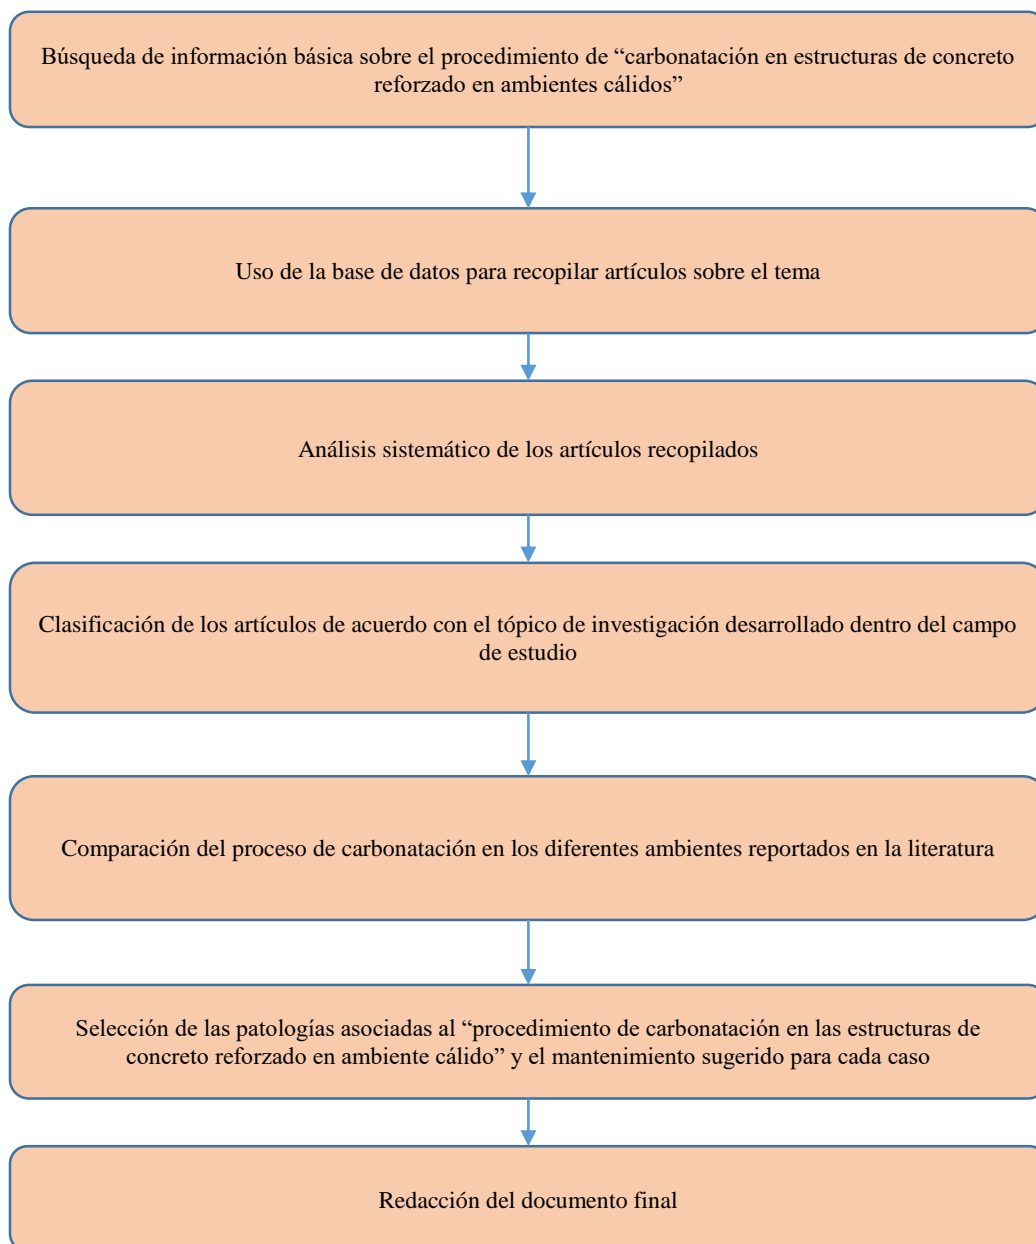 Búsqueda de información básica sobre el procedimiento de “carbonatación en estructuras de concreto
reforzado en ambientes cálidos”
Uso de la base de datos para recopilar artículos sobre el tema
Análisis sistemático de los artículos recopilados
Clasificación de los artículos de acuerdo con el tópico de investigación desarrollado dentro del campo
de estudio
Comparación del proceso de carbonatación en los diferentes ambientes reportados en la literatura
Selección de las patologías asociadas al “procedimiento de carbonatación en las estructuras de
concreto reforzado en ambiente cálido” y el mantenimiento sugerido para cada caso
Redacción del documento final